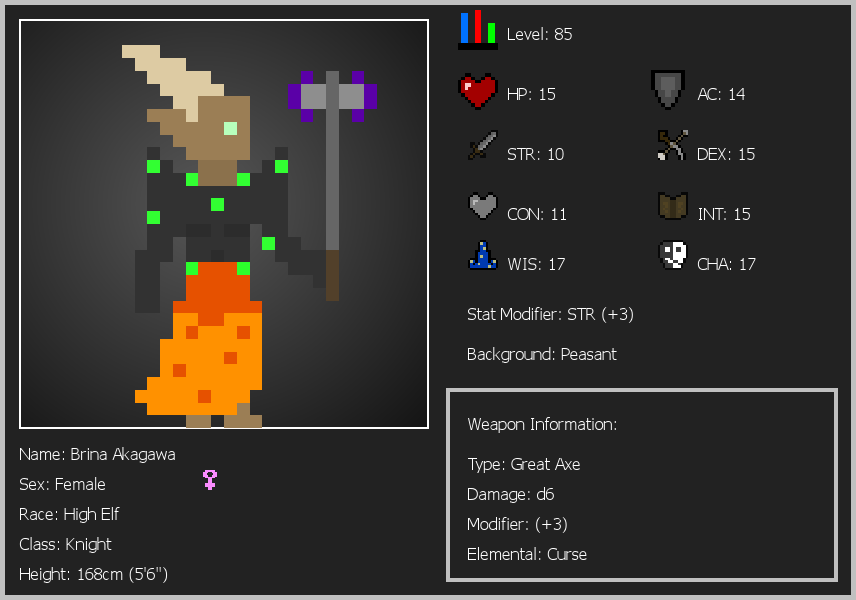 Level: 85
HP: 15
AC: 14
STR: 10
DEX: 15
CON: 11
INT: 15
WIS: 17
CHA: 17
Stat Modifier: STR (+3)
Background: Peasant
Weapon Information:
Type: Great Axe
Damage: d6
Modifier: (+3)
Elemental: Curse
Name: Brina Akagawa
Sex: Female
Race: High Elf
Class: Knight
Height: 168cm (5'6")